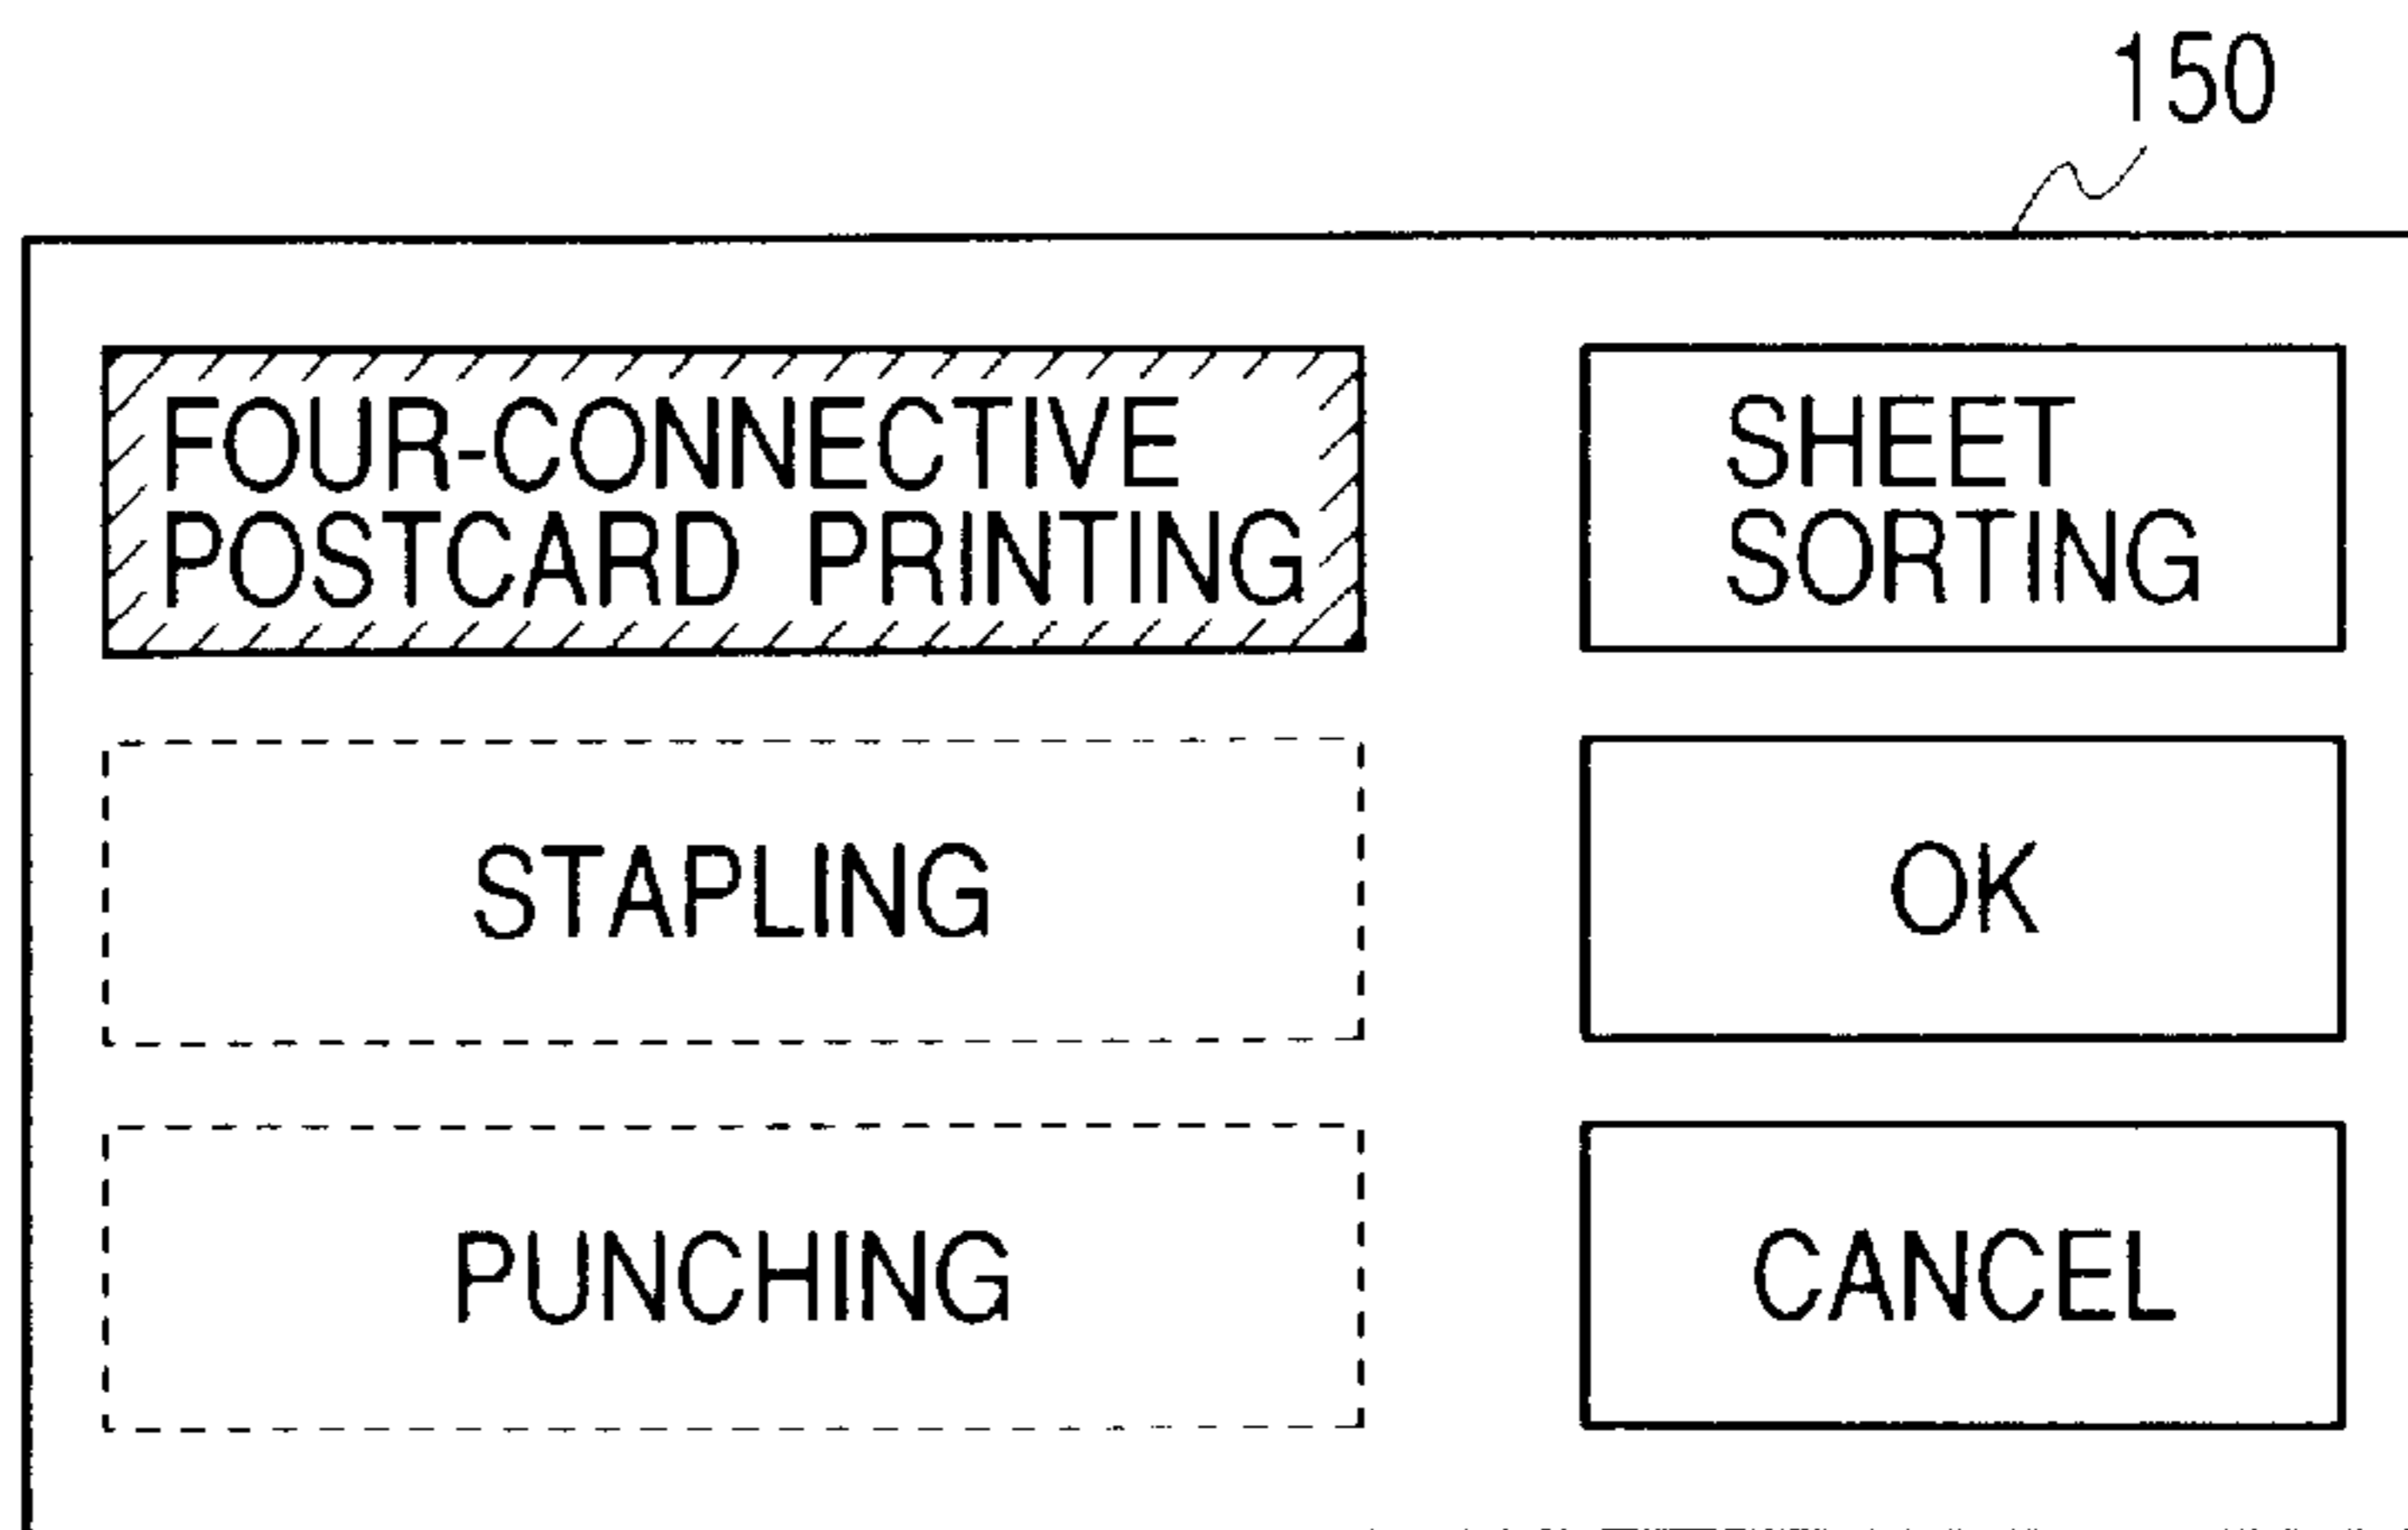 150
FOUR-CONNECTIVE
POSTCARD PRINTING
SHEET
SORTING
STAPLING
OK
PUNCHING
CANCEL